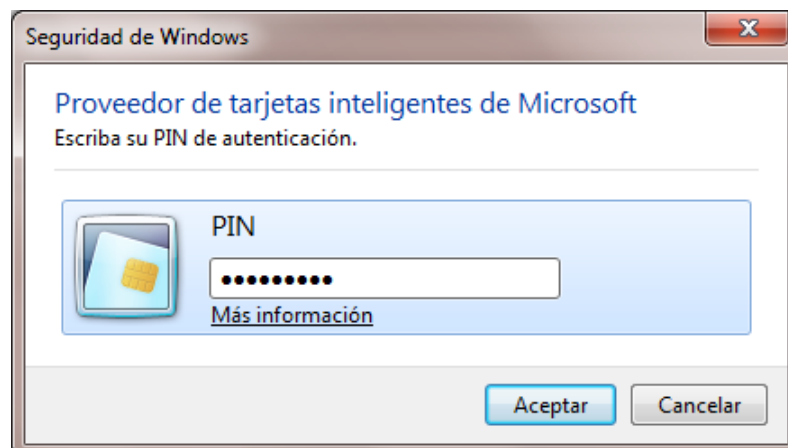 Seguridad de Windows
Proveedor de tarjetas inteligentes de Microsoft
Escriba su PIN de autenticación.
PIN
•••••••••
Más información
Aceptar
Cancelar